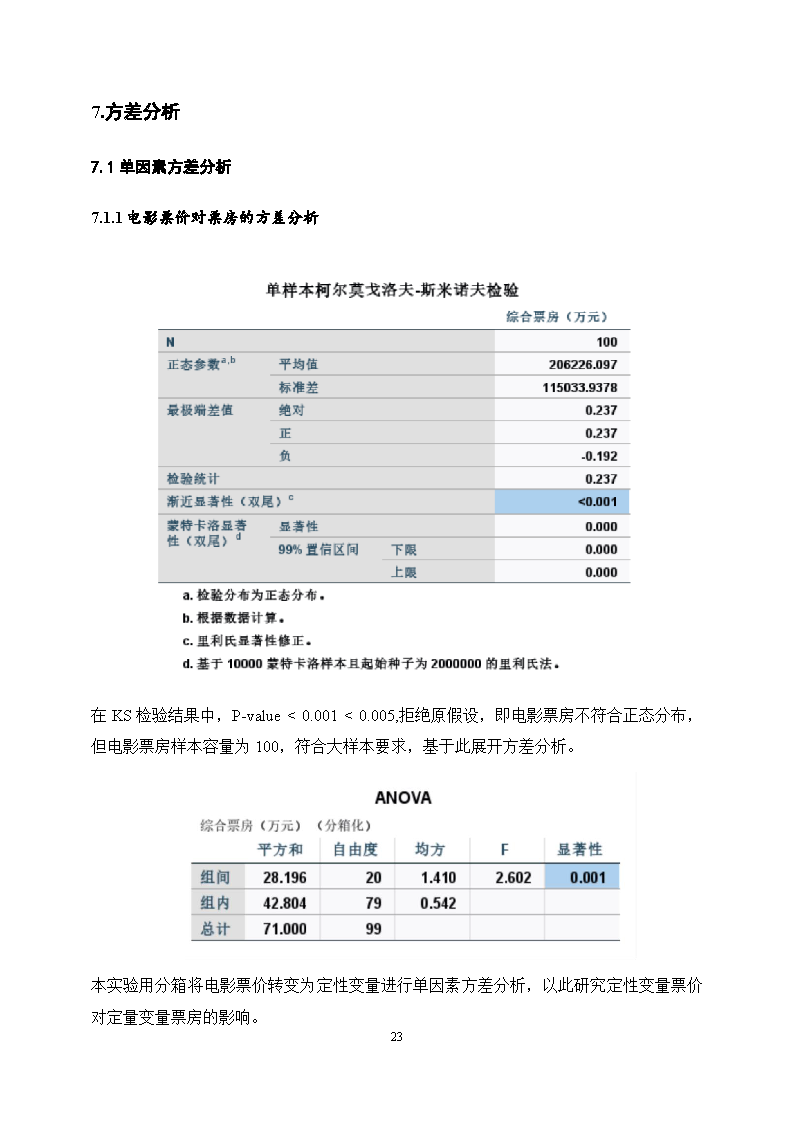 7.方差分析
7.1 单因素方差分析
7.1.1 电影票价对票房的方差分析
单样本柯尔莫戈洛夫-斯米诺夫检验
综合票房（万元）
N 100
正态参数a,b 平均值 206226.097
标准差 115033.9378
最极端差值 绝对 0.237
正 0.237
负 -0.192
检验统计 0.237
渐近显著性（双尾）c <0.001
蒙特卡洛显著性（双尾）d 显著性 0.000
99% 置信区间 下限 0.000
上限 0.000
a. 检验分布为正态分布。
b. 根据数据计算。
c. 里利氏显著性修正。
d. 基于 10000 蒙特卡洛样本且起始种子为 2000000 的里利氏法。
在 KS 检验结果中，P-value < 0.001 < 0.005,拒绝原假设，即电影票房不符合正态分布，
但电影票房样本容量为 100，符合大样本要求，基于此展开方差分析。
ANOVA
综合票房（万元）（分箱化）
平方和 自由度 均方 F 显著性
组间 28.196 20 1.410 2.602 0.001
组内 42.804 79 0.542
总计 71.000 99
本实验用分箱将电影票价转变为定性变量进行单因素方差分析，以此研究定性变量票价
对定量变量票房的影响。
23